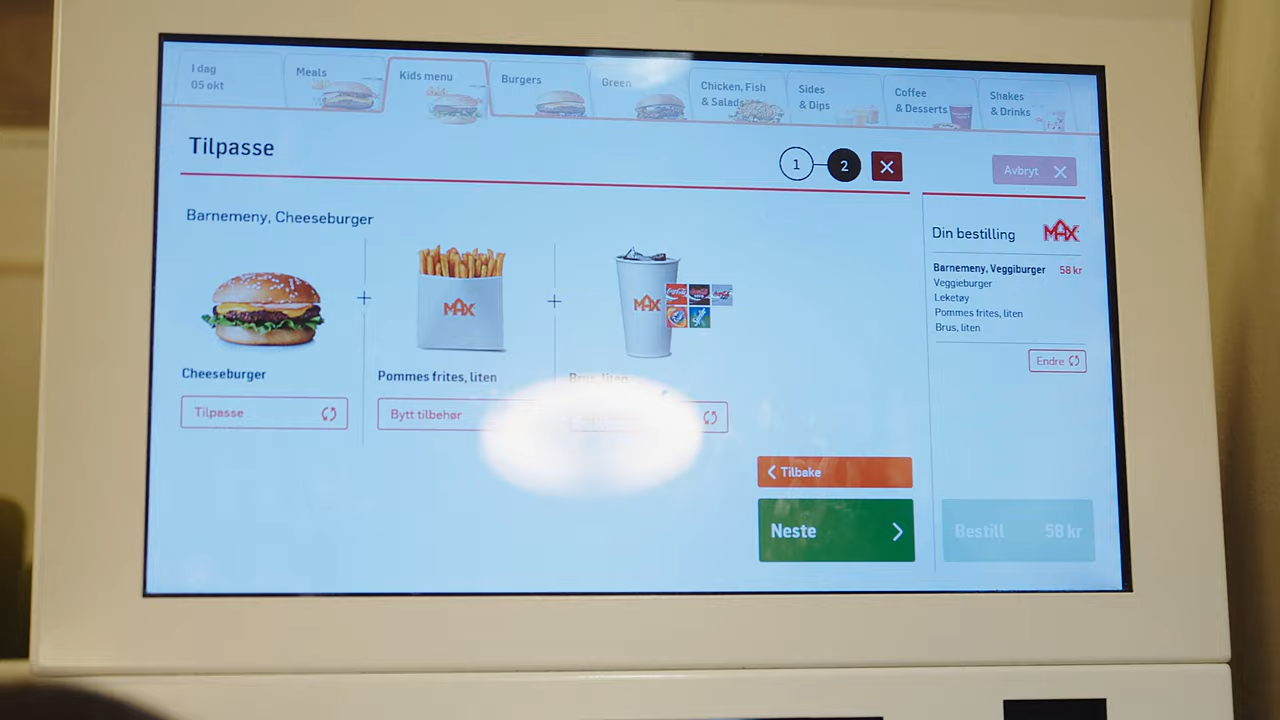 I dag
05 okt
Meals
Kids menu
Burgers
Green
Chicken, Fish
& Salads
Sides
& Dips
Coffee
& Desserts
Shakes
& Drinks
Tilpasse
1
2
Avbryt
Barnemeny, Cheeseburger
MAX
MAX
Cheeseburger
Pommes frites, liten
Brus, liten
Tilpasse
Bytt tilbehør
Tilbake
Neste
Din bestilling
MAX
Barnemeny, Veggiburger 58 kr
Veggieburger
Leketøy
Pommes frites, liten
Brus, liten
Endre
Bestill 58 kr